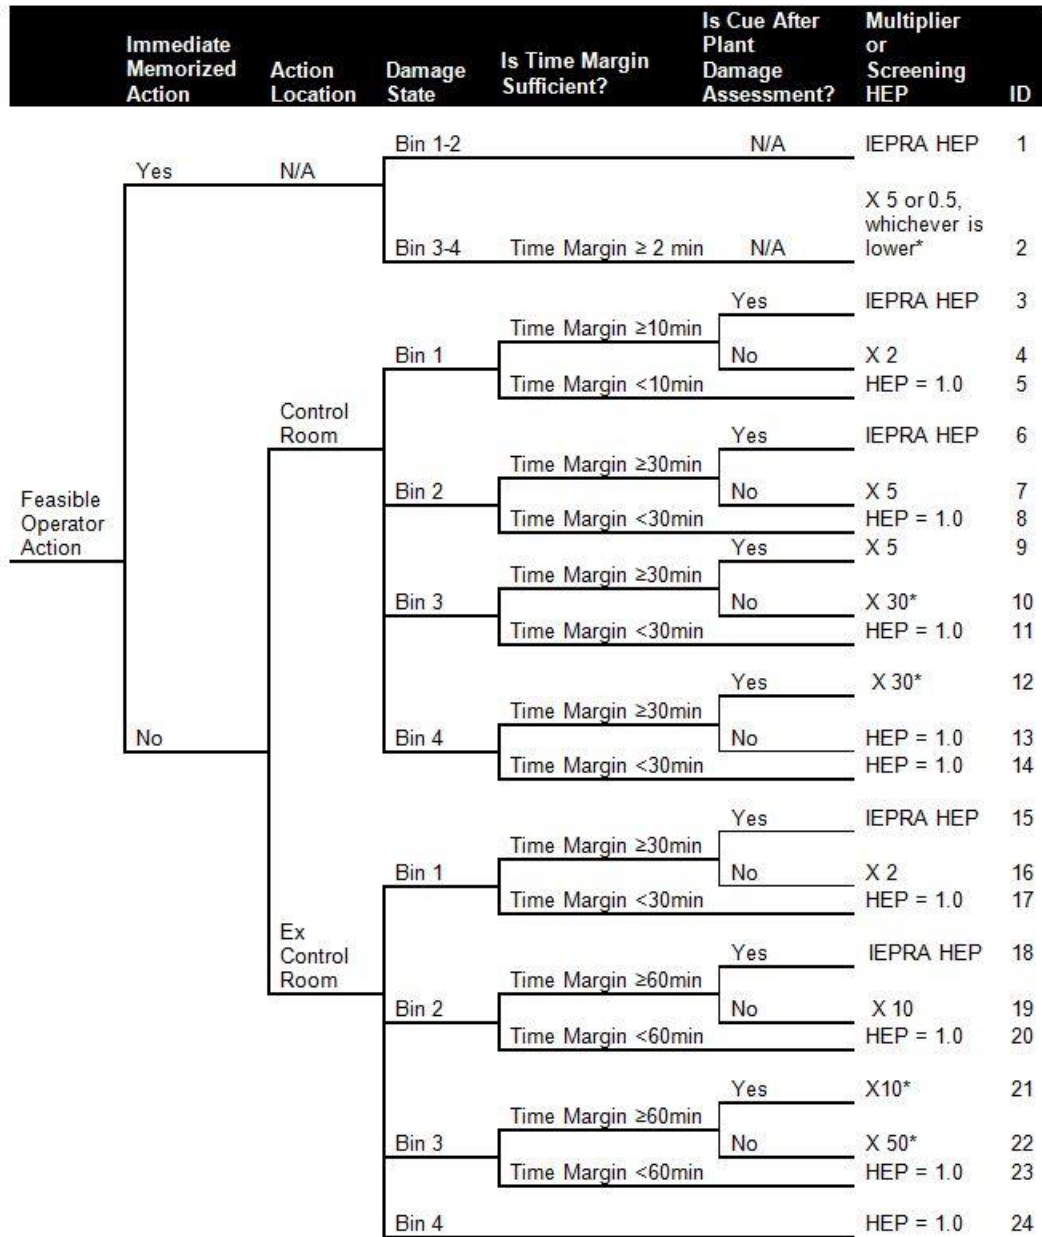 Immediate Memorized Action Action Location Damage State Is Time Margin Sufficient? Is Cue After Plant Damage Assessment? Multiplier or Screening HEP ID
Bin 1-2 N/A IEPRA HEP 1
Yes N/A
X 5 or 0.5,
whichever is
Bin 3-4 Time Margin ≥ 2 min N/A lower* 2
Yes IEPRA HEP 3
Time Margin ≥10min
Bin 1 No X 2 4
Time Margin <10min HEP = 1.0 5
Control
Room
Yes IEPRA HEP 6
Time Margin ≥30min
Bin 2 No X 5 7
Time Margin <30min HEP = 1.0 8
Feasible
Operator
Action
Yes X 5 9
Time Margin ≥30min
Bin 3 No X 30* 10
Time Margin <30min HEP = 1.0 11
Yes X 30* 12
Time Margin ≥30min
No Bin 4 No HEP = 1.0 13
Time Margin <30min HEP = 1.0 14
Yes IEPRA HEP 15
Time Margin ≥30min
Bin 1 No X 2 16
Time Margin <30min HEP = 1.0 17
Ex
Control
Room
Yes IEPRA HEP 18
Time Margin ≥60min
Bin 2 No X 10 19
Time Margin <60min HEP = 1.0 20
Yes X10* 21
Time Margin ≥60min
Bin 3 No X 50* 22
Time Margin <60min HEP = 1.0 23
Bin 4 HEP = 1.0 24